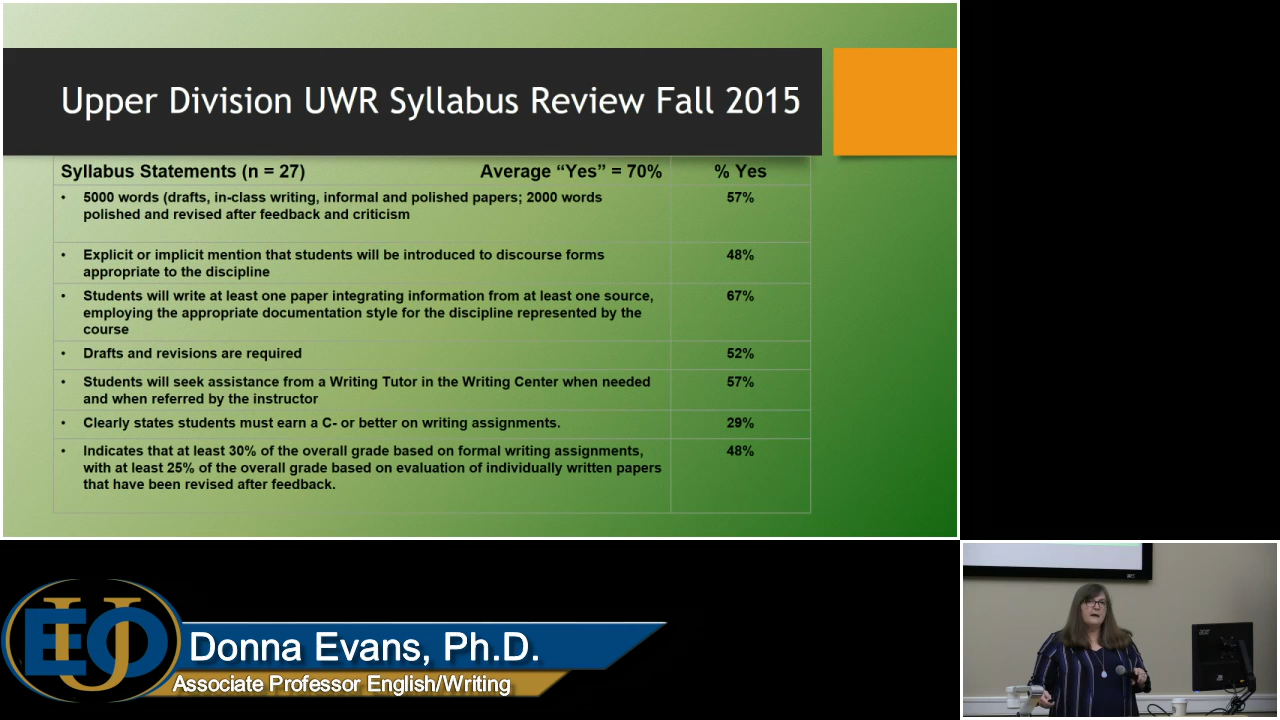 Upper Division UWR Syllabus Review Fall 2015
Syllabus Statements (n = 27) Average “Yes” = 70% % Yes
• 5000 words (drafts, in-class writing, informal and polished papers; 2000 words 57%
polished and revised after feedback and criticism
• Explicit or implicit mention that students will be introduced to discourse forms 48%
appropriate to the discipline
• Students will write at least one paper integrating information from at least one source, 67%
employing the appropriate documentation style for the discipline represented by the
course
• Drafts and revisions are required 52%
• Students will seek assistance from a Writing Tutor in the Writing Center when needed 57%
and when referred by the instructor
• Clearly states students must earn a C- or better on writing assignments. 29%
• Indicates that at least 30% of the overall grade based on formal writing assignments, 48%
with at least 25% of the overall grade based on evaluation of individually written papers
that have been revised after feedback.
EOU
Donna Evans, Ph.D.
Associate Professor English/Writing
acer